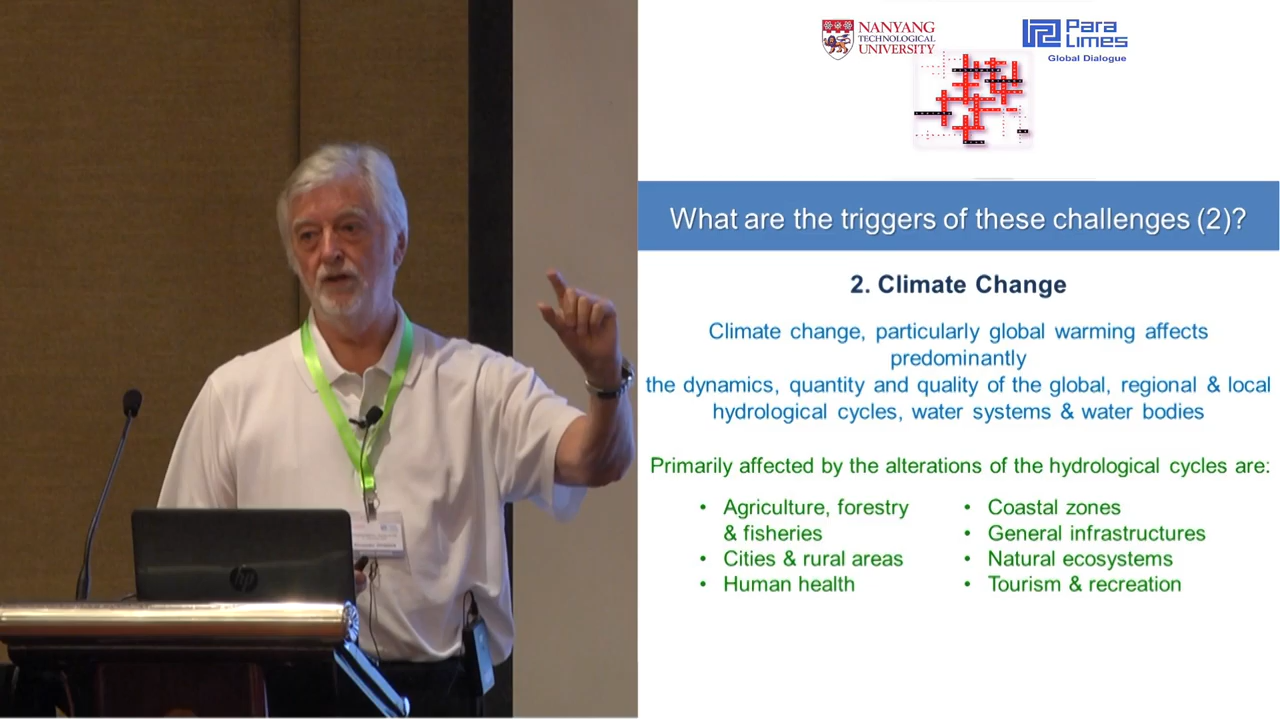 NANYANG
TECHNOLOGICAL
UNIVERSITY
Para
Limes
Global Dialogue
What are the triggers of these challenges (2)?
2. Climate Change
Climate change, particularly global warming affects
predominantly
the dynamics, quantity and quality of the global, regional & local
hydrological cycles, water systems & water bodies
Primarily affected by the alterations of the hydrological cycles are:
• Agriculture, forestry
& fisheries
• Cities & rural areas
• Human health
• Coastal zones
• General infrastructures
• Natural ecosystems
• Tourism & recreation
hp